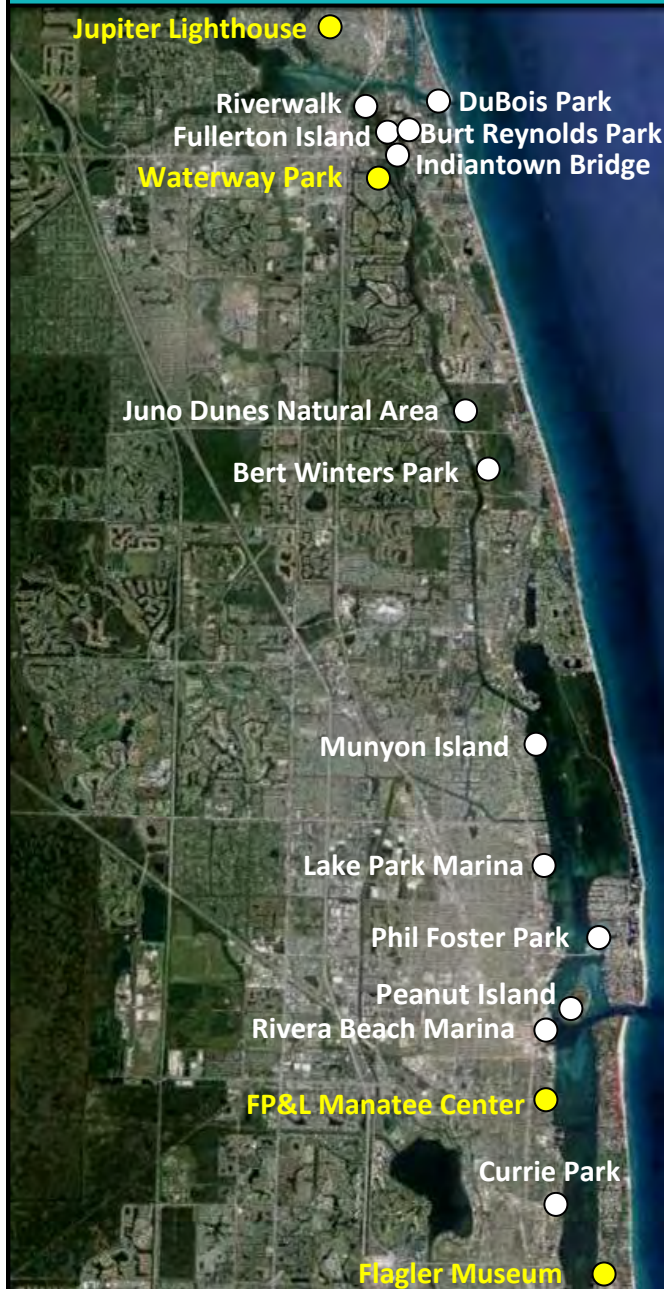 Jupiter Lighthouse
Riverwalk
DuBois Park
Fullerton Island
Burt Reynolds Park
Indiantown Bridge
Waterway Park
Juno Dunes Natural Area
Bert Winters Park
Munyon Island
Lake Park Marina
Phil Foster Park
Peanut Island
Rivera Beach Marina
FP&L Manatee Center
Currie Park
Flagler Museum